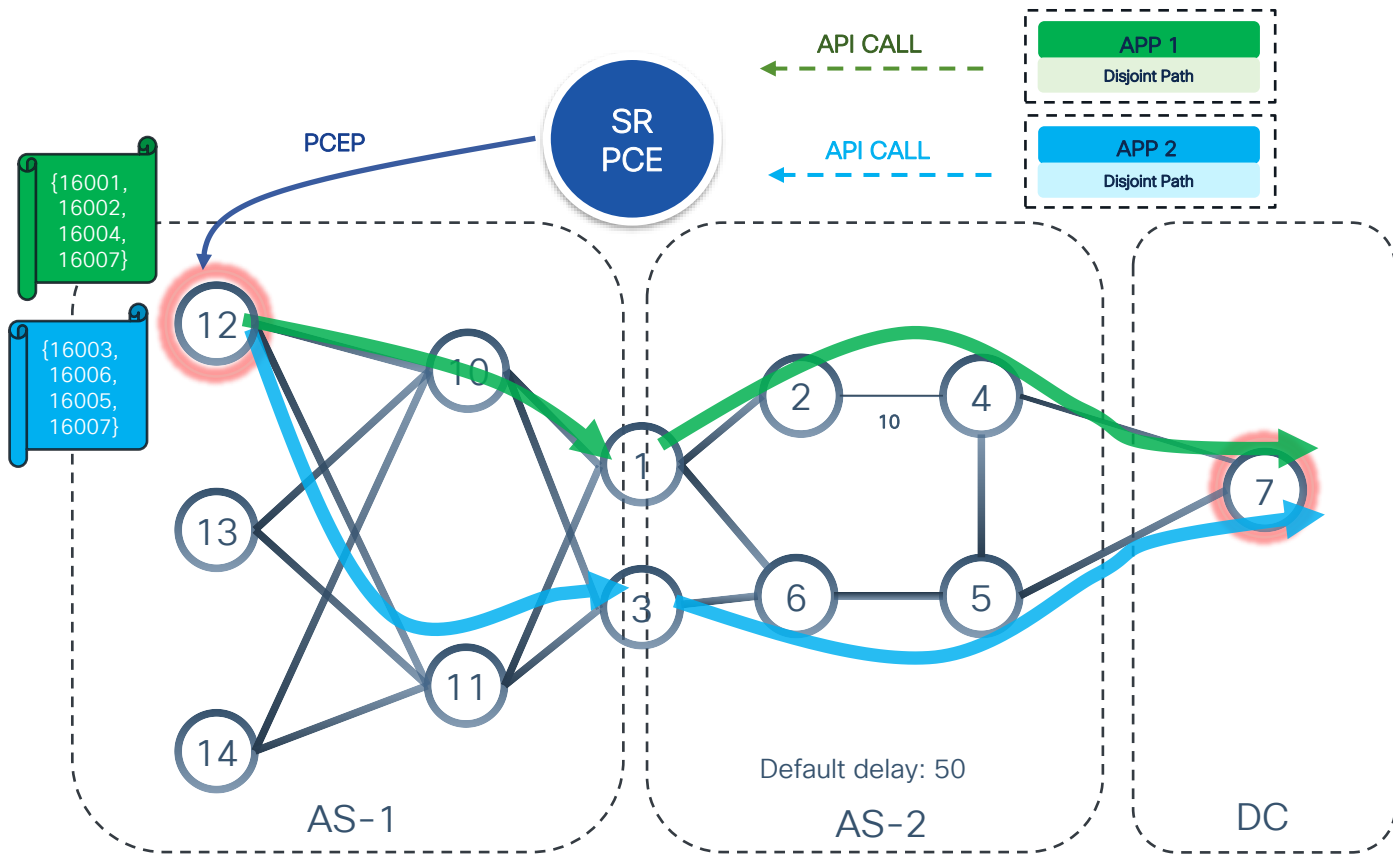 API CALL
APP 1
Disjoint Path
SR
PCE
PCEP
API CALL
APP 2
Disjoint Path
{16001,
16002,
16004,
16007}
{16003,
16006,
16005,
16007}
12
10
13
14
11
1
3
2
4
10
6
5
7
Default delay: 50
AS-1
AS-2
DC